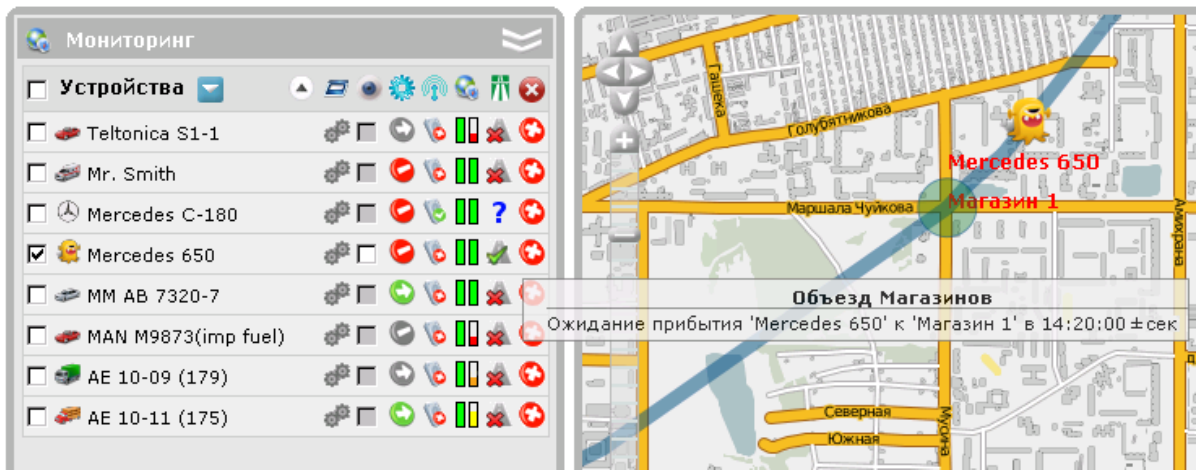 Мониторинг
Устройства
Teltonica S1-1
Mr. Smith
Mercedes C-180
?
Mercedes 650
MM AB 7320-7
MAN M9873(imp fuel)
AE 10-09 (179)
AE 10-11 (175)
Гашека
Голубятникова
Mercedes 650
Магазин 1
Маршала Чуйкова
Амирхана
Объезд Магазинов
Ожидание прибытия 'Mercedes 650' к 'Магазин 1' в 14:20:00 ±сек
Северная
Мусина
Южная